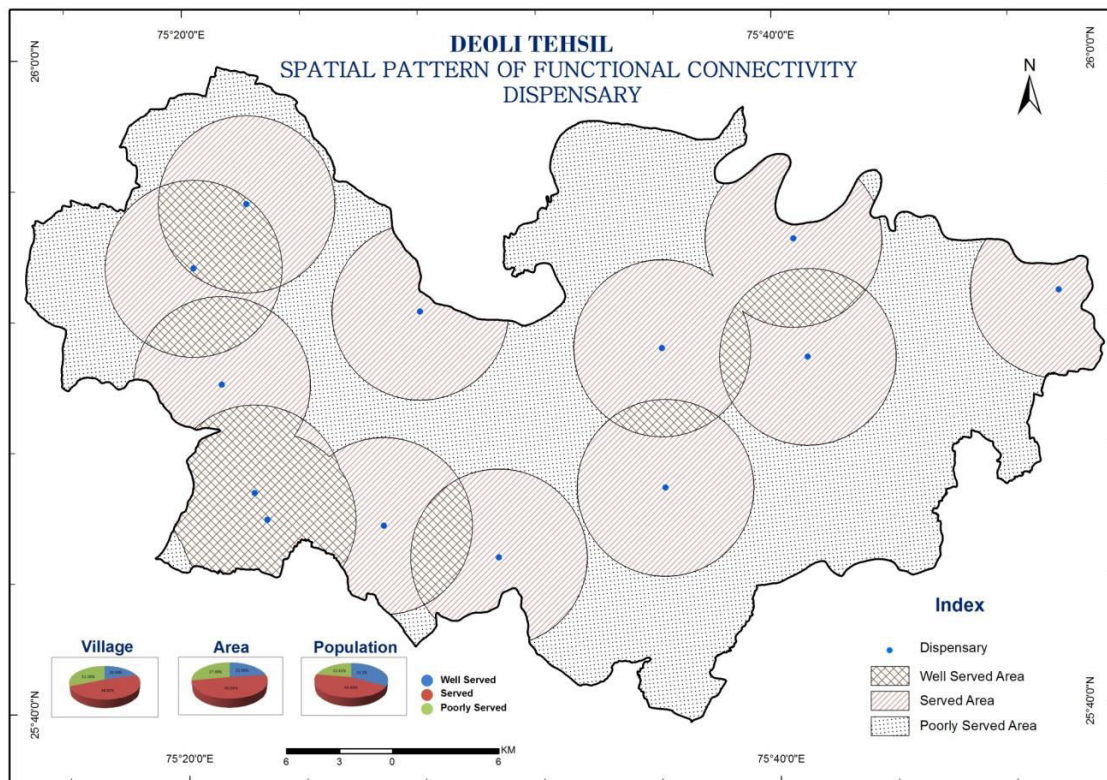 75°20'0"E
75°40'0"E
26°0'0"N
26°0'0"N
DEOLI TEHSIL
SPATIAL PATTERN OF FUNCTIONAL CONNECTIVITY
DISPENSARY
N
Index
Dispensary
Well Served Area
Served Area
Poorly Served Area
Village
Area
Population
Well Served
Served
Poorly Served
25°40'0"N
25°40'0"N
KM
6 3 0 6
75°20'0"E
75°40'0"E